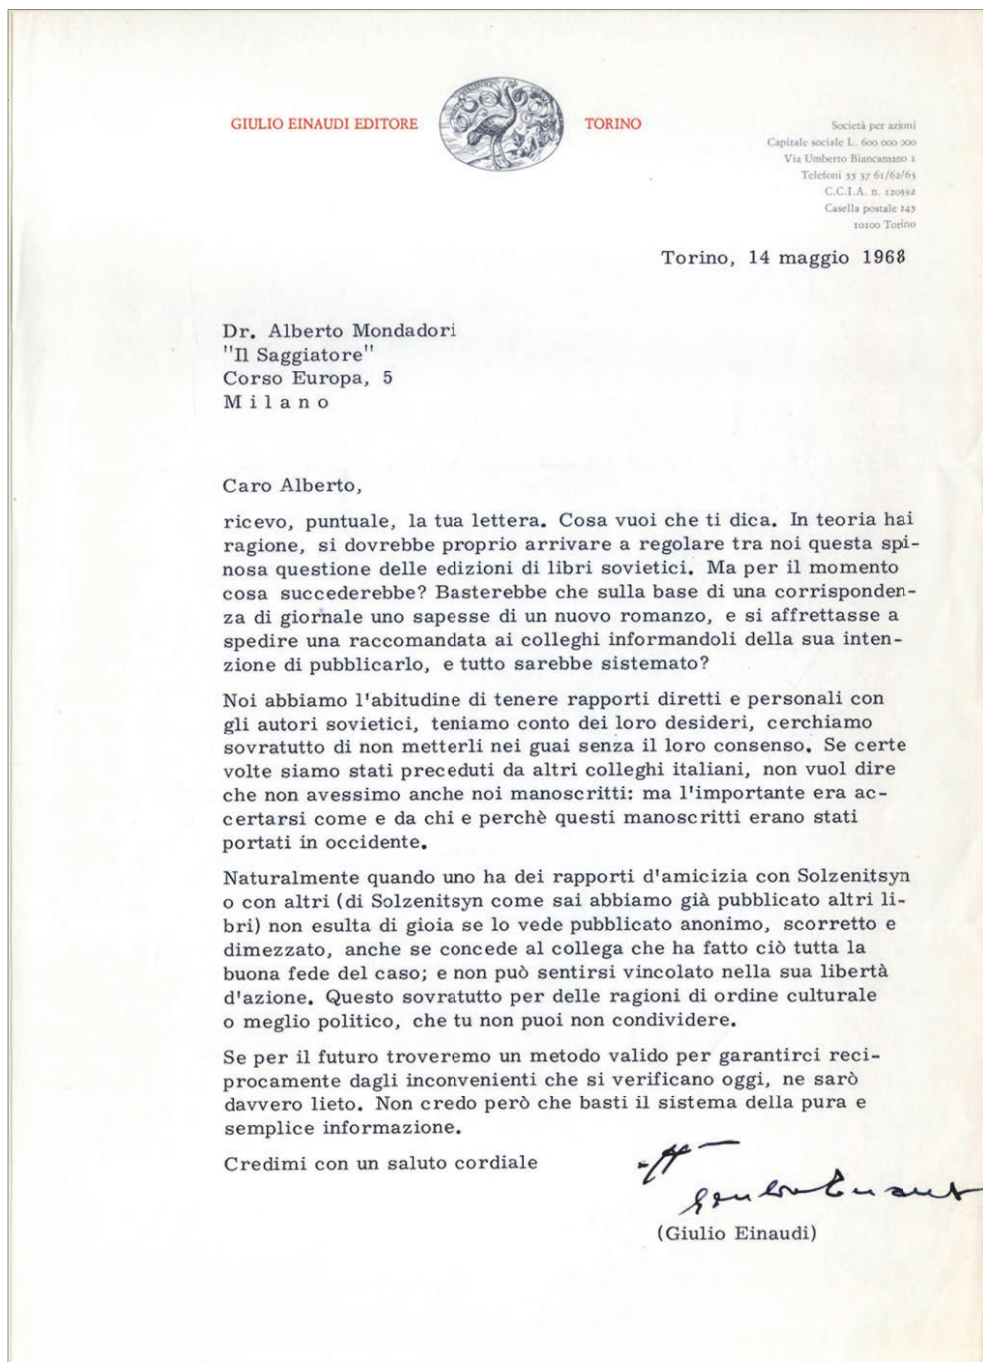 GIULIO EINAUDI EDITORE TORINO
Società per azioni
Capitale sociale L. 600 000 000
Via Umberto Biancamano 1
Telefoni 55 37 61/62/63
C.C.I.A. n. 120392
Casella postale 245
10100 Torino
Torino, 14 maggio 1968
Dr. Alberto Mondadori
"Il Saggiatore"
Corso Europa, 5
M i l a n o
Caro Alberto,
ricevo, puntuale, la tua lettera. Cosa vuoi che ti dica. In teoria hai
ragione, si dovrebbe proprio arrivare a regolare tra noi questa spi-
nosa questione delle edizioni di libri sovietici. Ma per il momento
cosa succederebbe? Basterebbe che sulla base di una corrisponden-
za di giornale uno sapesse di un nuovo romanzo, e si affrettasse a
spedire una raccomandata ai colleghi informandoli della sua inten-
zione di pubblicarlo, e tutto sarebbe sistemato?
Noi abbiamo l'abitudine di tenere rapporti diretti e personali con
gli autori sovietici, teniamo conto dei loro desideri, cerchiamo
sovratutto di non metterli nei guai senza il loro consenso. Se certe
volte siamo stati preceduti da altri colleghi italiani, non vuol dire
che non avessimo anche noi manoscritti: ma l'importante era ac-
certarsi come e da chi e perchè questi manoscritti erano stati
portati in occidente.
Naturalmente quando uno ha dei rapporti d'amicizia con Solzenitsyn
o con altri (di Solzenitsyn come sai abbiamo già pubblicato altri li-
bri) non esulta di gioia se lo vede pubblicato anonimo, scorretto e
dimezzato, anche se concede al collega che ha fatto ciò tutta la
buona fede del caso; e non può sentirsi vincolato nella sua libertà
d'azione. Questo sovratutto per delle ragioni di ordine culturale
o meglio politico, che tu non puoi non condividere.
Se per il futuro troveremo un metodo valido per garantirci reci-
procamente dagli inconvenienti che si verificano oggi, ne sarò
davvero lieto. Non credo però che basti il sistema della pura e
semplice informazione.
Credimi con un saluto cordiale
Giulio Einaudi
(Giulio Einaudi)